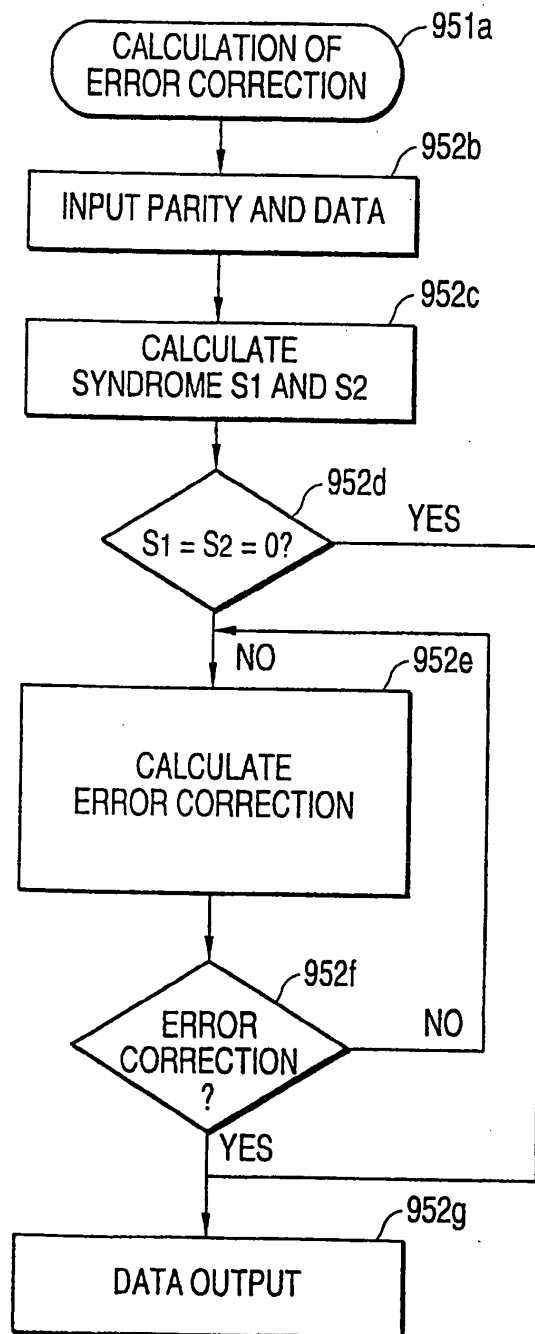 951a
CALCULATION OF
ERROR CORRECTION
952b
INPUT PARITY AND DATA
952c
CALCULATE
SYNDROME S1 AND S2
952d
S1 = S2 = 0?
YES
NO
952e
CALCULATE
ERROR CORRECTION
952f
ERROR
CORRECTION
?
NO
YES
952g
DATA OUTPUT